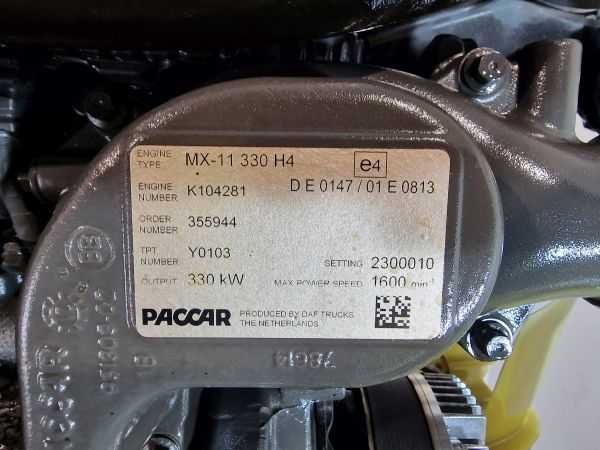 ENGINE TYPE MX-11 330 H4 e4
ENGINE NUMBER K104281 D E 0147 / 01 E 0813
ORDER NUMBER 355944
TPT NUMBER Y0103 SETTING 2300010
OUTPUT 330 kW MAX POWER SPEED 1600 min-1
PACCAR PRODUCED BY DAF TRUCKS
THE NETHERLANDS